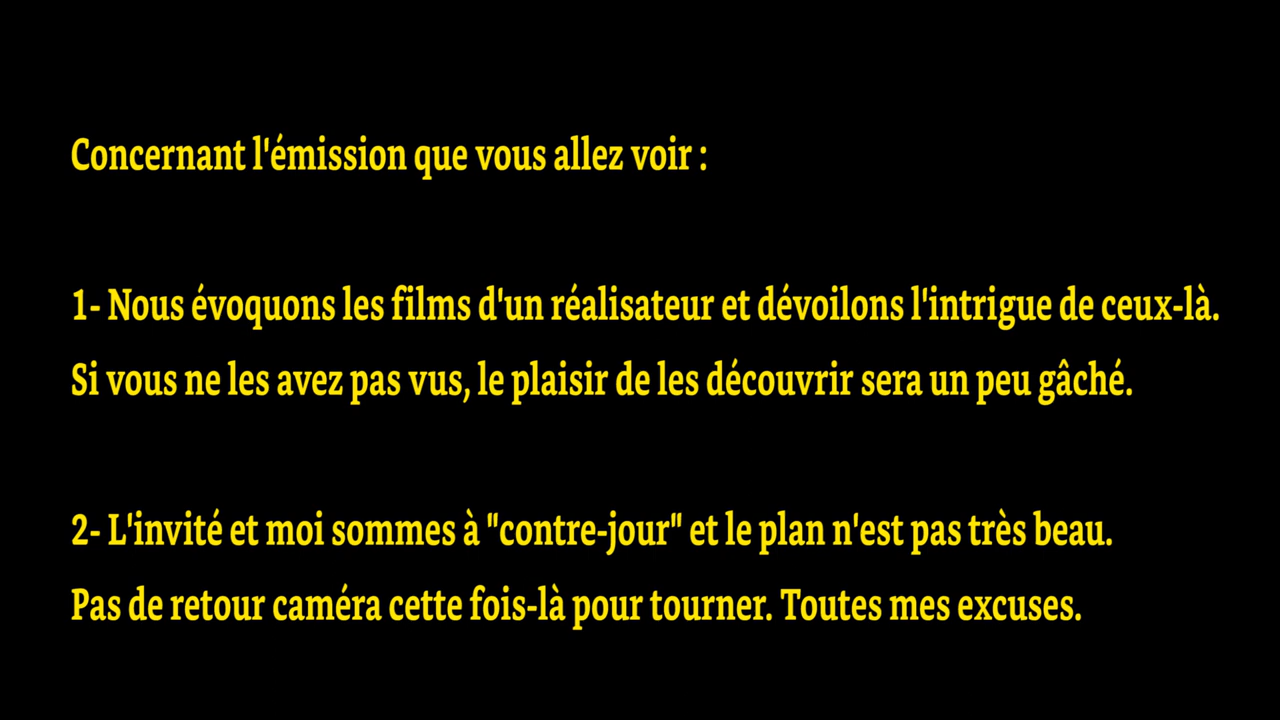 Concernant l'émission que vous allez voir :
1- Nous évoquons les films d'un réalisateur et dévoilons l'intrigue de ceux-là.
Si vous ne les avez pas vus, le plaisir de les découvrir sera un peu gâché.
2- L'invité et moi sommes à "contre-jour" et le plan n'est pas très beau.
Pas de retour caméra cette fois-là pour tourner. Toutes mes excuses.